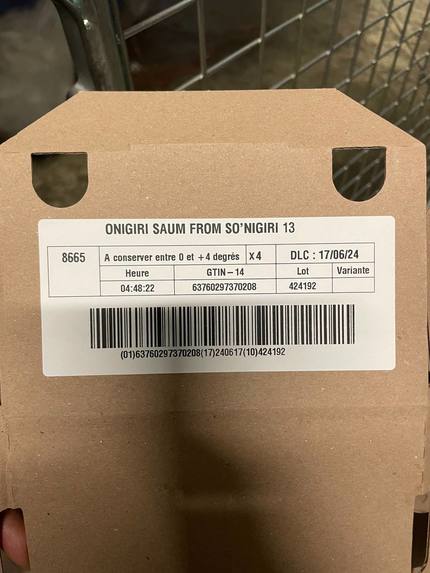 ONIGIRI SAUM FROM SO'NIGIRI 13
8665 A conserver entre 0 et +4 degrés X4 DLC : 17/06/24
Heure GTIN-14 Lot Variante
04:48:22 63760297370208 424192
(01)63760297370208(17)240617(10)424192